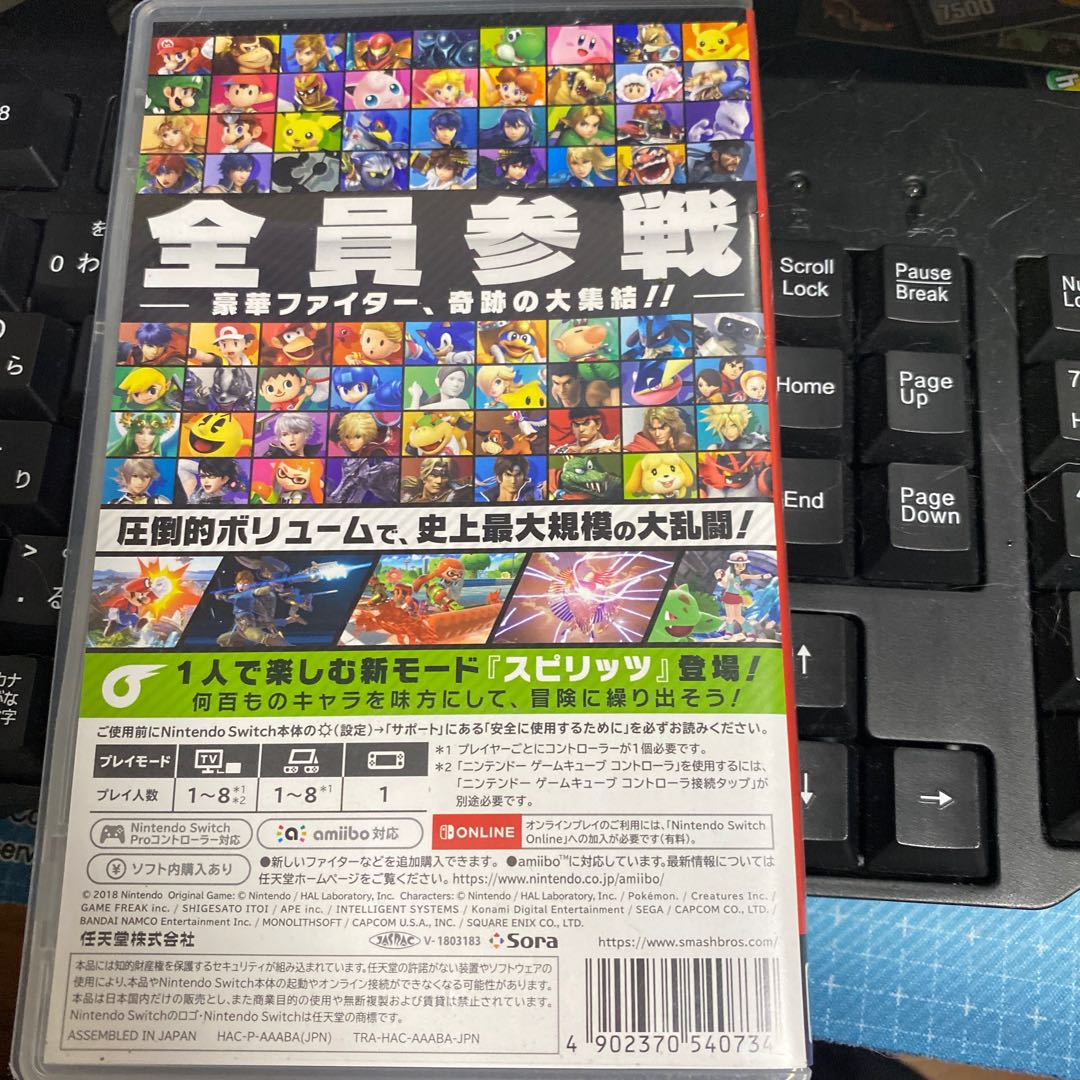 7500
8
を
0 わ
ら
り
>
る
カナ
Scroll
Lock
Pause
Break
Home
Page
Up
End
Page
Down
全員参戦
豪華ファイター、奇跡の大集結!!
圧倒的ボリュームで、史上最大規模の大乱闘!
1人で楽しむ新モード『スピリッツ』登場!
何百ものキャラを味方にして、冒険に繰り出そう!
ご使用前にNintendo Switch本体の(設定)→「サポート」にある「安全に使用するために」を必ずお読みください。
プレイモード TV
プレイ人数 1〜8*1*2 1〜8*1 1
*1 プレイヤーごとにコントローラーが1個必要です。
*2 「ニンテンドー ゲームキューブ コントローラ」を使用するには、
「ニンテンドー ゲームキューブ コントローラ接続タップ」が
別途必要です。
Nintendo Switch
Proコントローラー対応
amiibo 対応
ONLINE
オンラインプレイのご利用には、「Nintendo Switch
Online」への加入が必要です(有料)。
¥ ソフト内購入あり
●新しいファイターなどを追加購入できます。 ●amiibo™に対応しています。最新情報については
任天堂ホームページをご覧ください。https://www.nintendo.co.jp/amiibo/
© 2018 Nintendo Original Game: © Nintendo / HAL Laboratory, Inc. Characters: © Nintendo / HAL Laboratory, Inc. / Pokémon. / Creatures Inc. /
GAME FREAK inc. / SHIGESATO ITOI / APE inc. / INTELLIGENT SYSTEMS / Konami Digital Entertainment / SEGA / CAPCOM CO., LTD. /
BANDAI NAMCO Entertainment Inc. / MONOLITHSOFT / CAPCOM U.S.A., INC. / SQUARE ENIX CO., LTD.
任天堂株式会社
JASRAC V-1803183 Sora
https://www.smashbros.com/
本品には知的財産権を保護するセキュリティが組み込まれています。任天堂の許諾がない装置やソフトウェアの
使用により、本品やNintendo Switch本体の起動やオンライン接続ができなくなる可能性があります。
本品は日本国内だけの販売とし、また商業目的の使用や無断複製および賃貸は禁止されています。
Nintendo Switchのロゴ・Nintendo Switchは任天堂の商標です。
ASSEMBLED IN JAPAN HAC-P-AAABA(JPN) TRA-HAC-AAABA-JPN
4 902370 540734